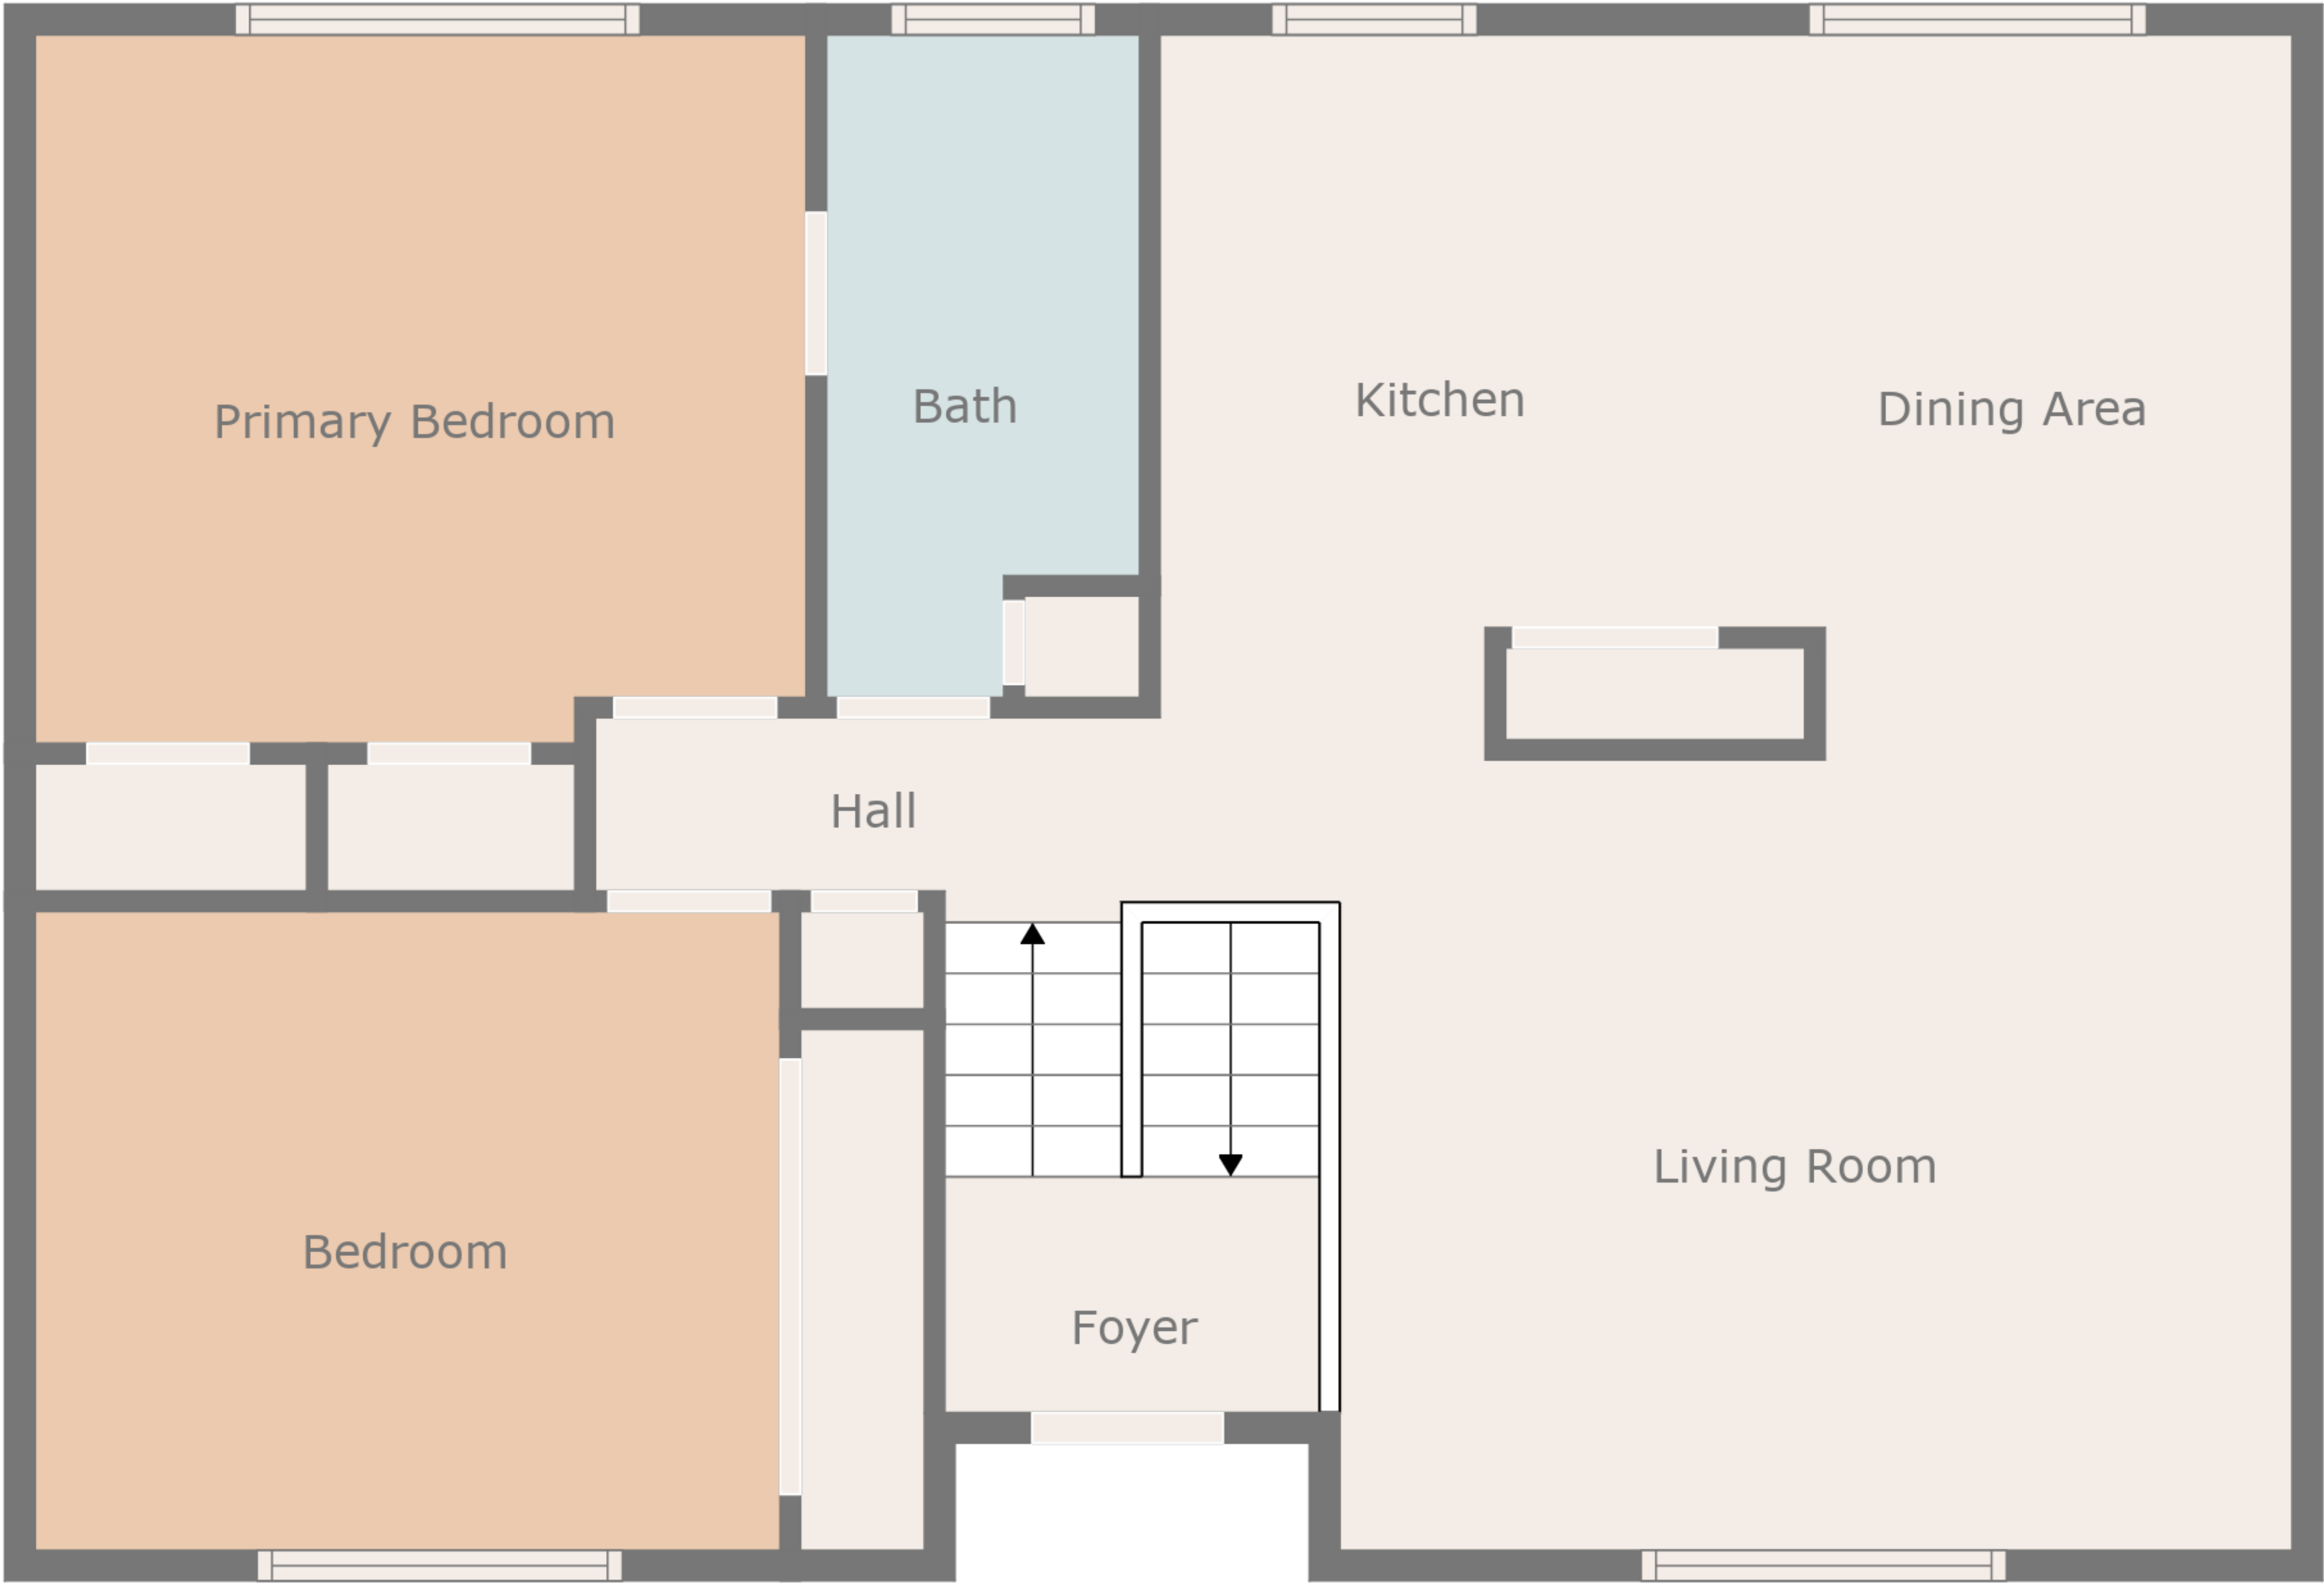 Primary Bedroom
Bath
Kitchen
Dining Area
Hall
Living Room
Bedroom
Foyer